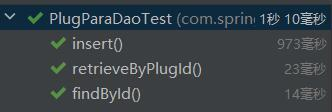 PlugParaDaoTest (com.sprin 1秒 10毫秒
insert() 973毫秒
retrieveByPlugId() 23毫秒
findById() 14毫秒